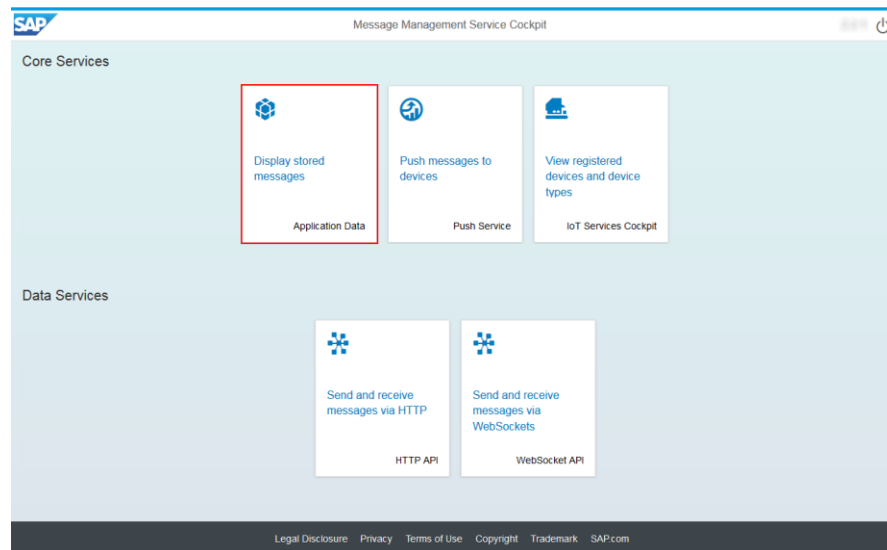 SAP
Message Management Service Cockpit
Core Services
Display stored
messages
Application Data
Push messages to
devices
Push Service
View registered
devices and device
types
IoT Services Cockpit
Data Services
Send and receive
messages via HTTP
HTTP API
Send and receive
messages via
WebSockets
WebSocket API
Legal Disclosure Privacy Terms of Use Copyright Trademark SAP.com